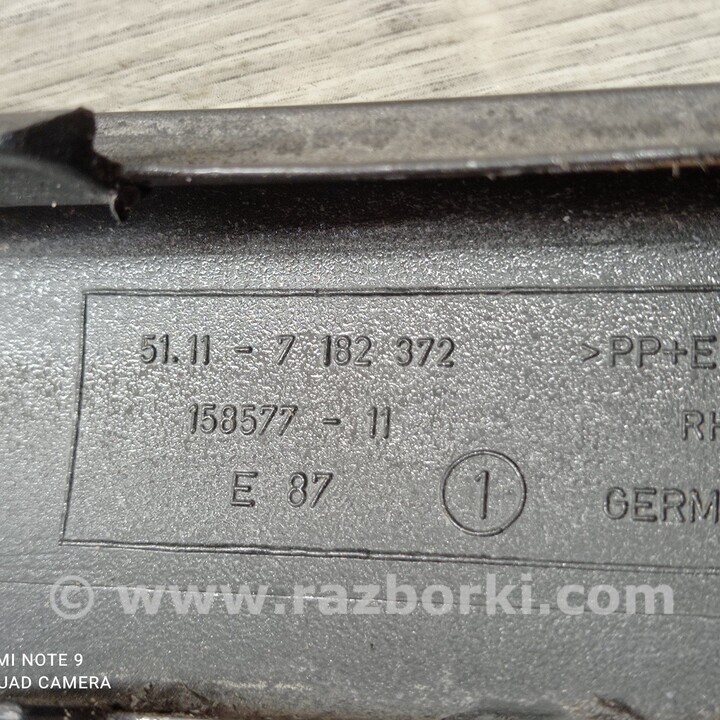 51.11 - 7 182 372 >PP+E
158577 - 11 RH
E 87 1 GERM
© www.razborki.com
MI NOTE 9
QUAD CAMERA